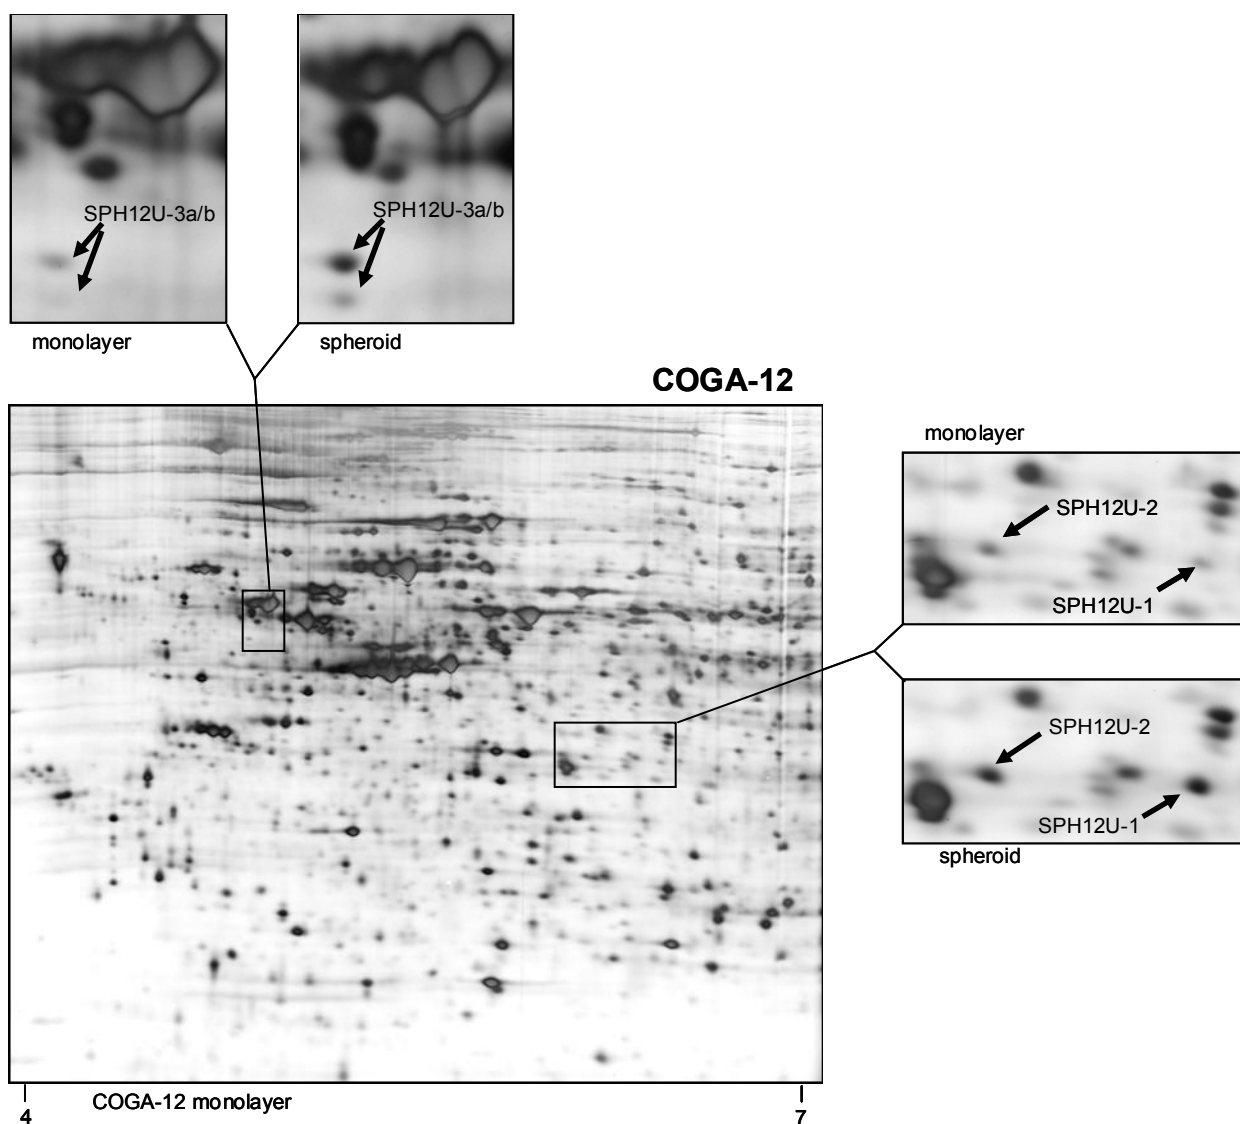 SPH12U-3a/b
SPH12U-3a/b
monolayer
spheroid
COGA-12
monolayer
SPH12U-2
SPH12U-1
SPH12U-2
SPH12U-1
spheroid
COGA-12 monolayer
4
7